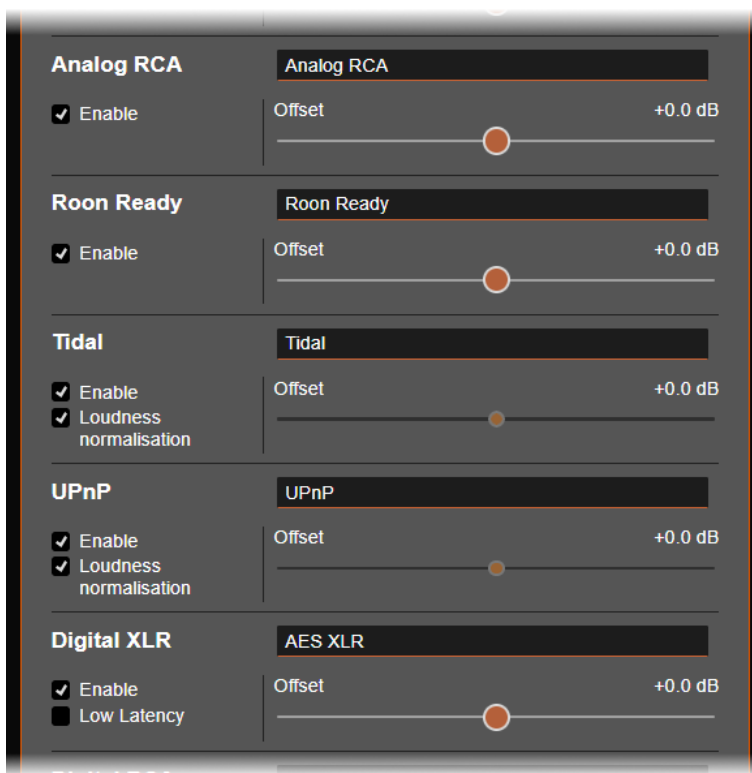 Analog RCA
Analog RCA
Enable
Offset
+0.0 dB
Roon Ready
Roon Ready
Enable
Offset
+0.0 dB
Tidal
Tidal
Enable
Loudness
normalisation
Offset
+0.0 dB
UPnP
UPnP
Enable
Loudness
normalisation
Offset
+0.0 dB
Digital XLR
AES XLR
Enable
Low Latency
Offset
+0.0 dB